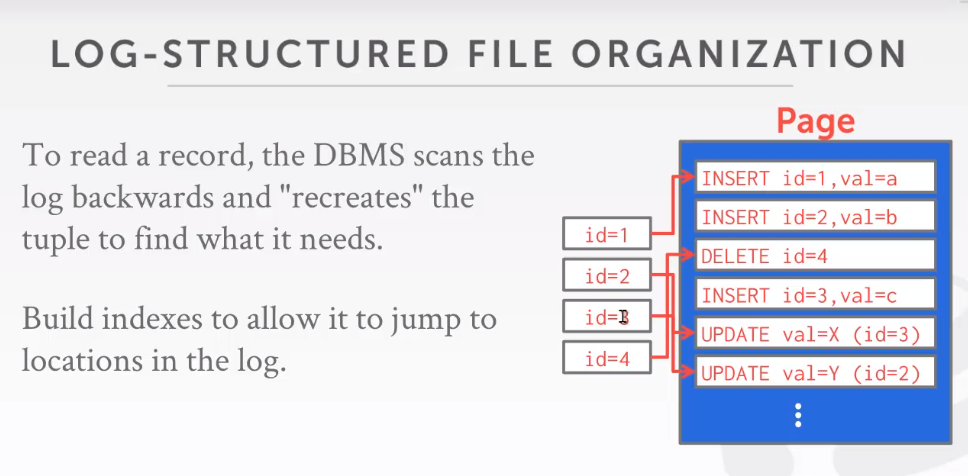 LOG-STRUCTURED FILE ORGANIZATION
To read a record, the DBMS scans the
log backwards and "recreates" the
tuple to find what it needs.
Build indexes to allow it to jump to
locations in the log.
id=1
id=2
id=3
id=4
Page
INSERT id=1,val=a
INSERT id=2,val=b
DELETE id=4
INSERT id=3,val=c
UPDATE val=X (id=3)
UPDATE val=Y (id=2)